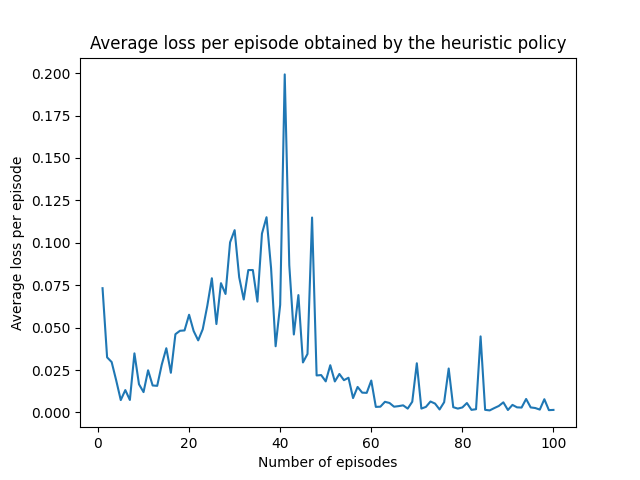 Average loss per episode obtained by the heuristic policy
0.200
0.175
0.150
0.125
0.100
0.075
0.050
0.025
0.000
Average loss per episode
0 20 40 60 80 100
Number of episodes